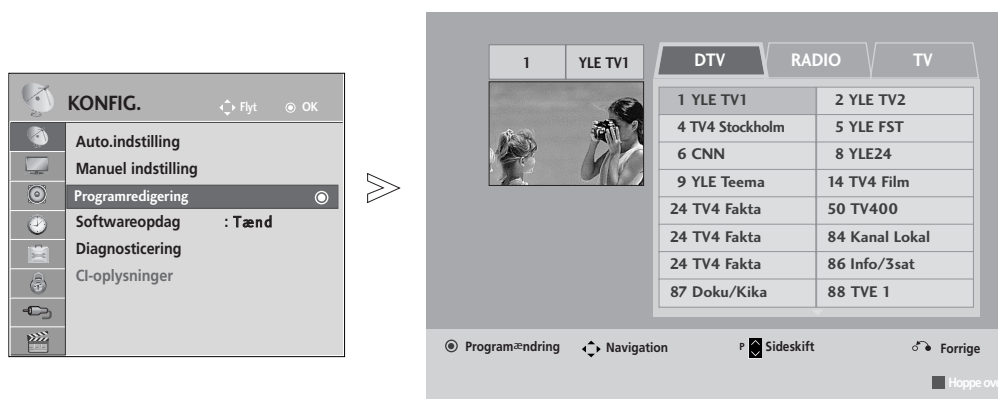 KONFIG.
Flyt
OK
Auto.indstilling
Manuel indstilling
Programredigering
Softwareopdag : Tænd
Diagnosticering
CI-oplysninger
1 YLE TV1
DTV RADIO TV
1 YLE TV1 2 YLE TV2
4 TV4 Stockholm 5 YLE FST
6 CNN 8 YLE24
9 YLE Teema 14 TV4 Film
24 TV4 Fakta 50 TV400
24 TV4 Fakta 84 Kanal Lokal
24 TV4 Fakta 86 Info/3sat
87 Doku/Kika 88 TVE 1
Programændring Navigation P Sideskift Forrige
Hoppe ove